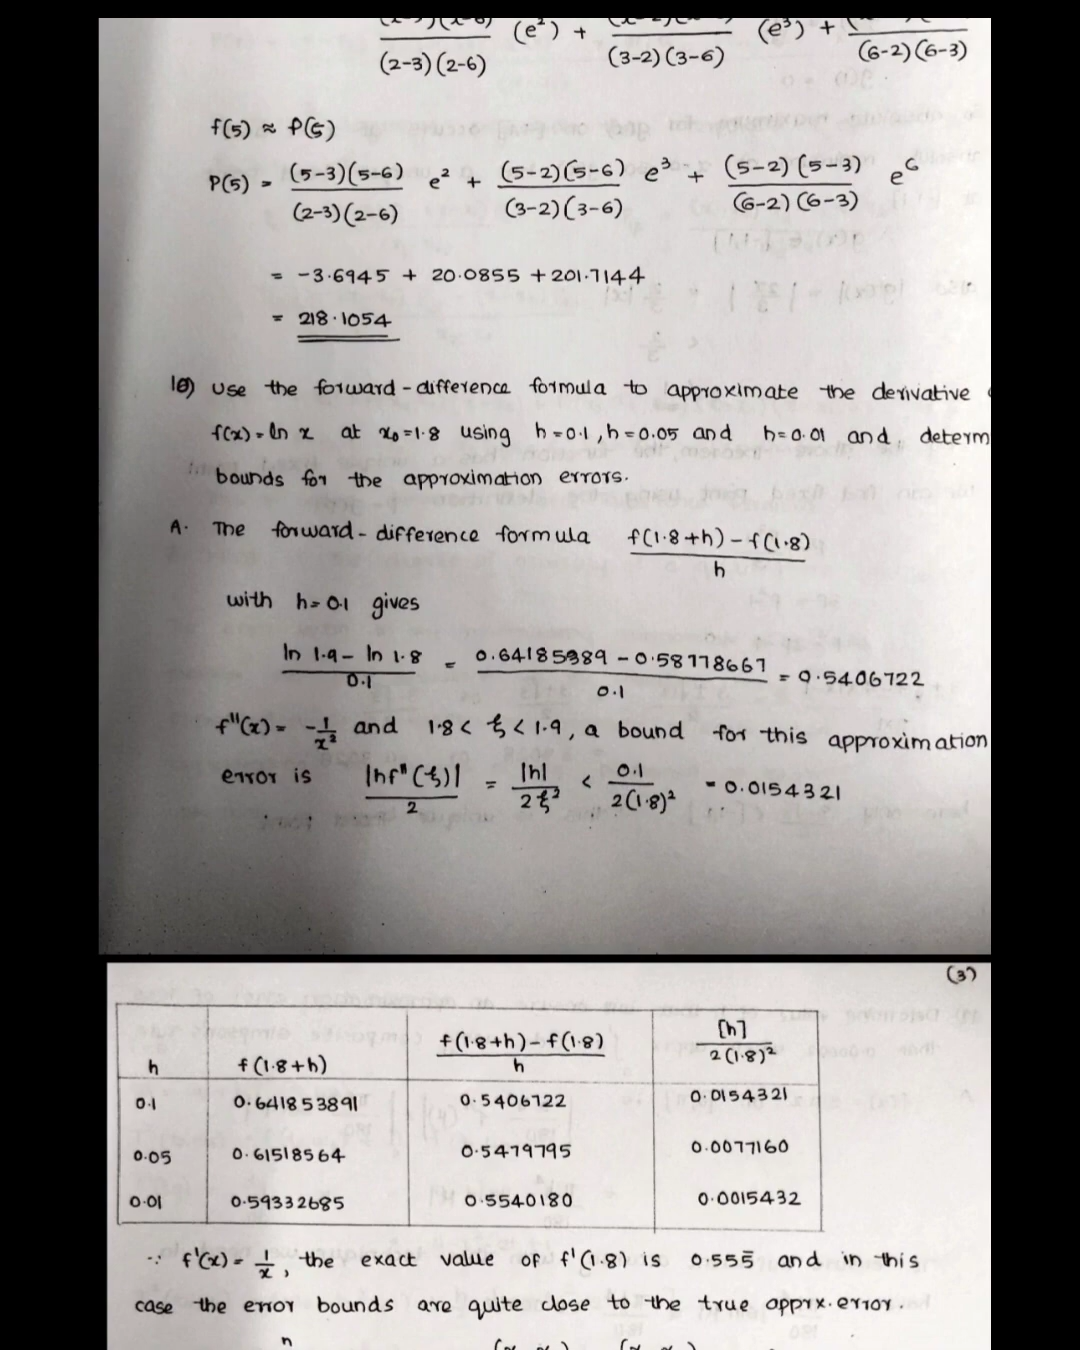 (2-3)(2-6) (e²) + (3-2)(3-6) (e³) + (6-2)(6-3)
f(5) ≈ P(5)
P(5) = (5-3)(5-6)/(2-3)(2-6) e² + (5-2)(5-6)/(3-2)(3-6) e³ + (5-2)(5-3)/(6-2)(6-3) e⁶
= -3.6945 + 20.0855 + 201.7144
= 218.1054
10) Use the forward-difference formula to approximate the derivative
f(x) = ln x at x₀=1.8 using h=0.1, h=0.05 and h=0.01 and, determ
bounds for the approximation errors.
A. The forward-difference formula f(1.8+h) - f(1.8)/h
with h=0.1 gives
ln 1.9 - ln 1.8/0.1 = 0.64185389 - 0.58778667/0.1 = 0.5406722
f"(x) = -1/x² and 1.8 < ξ < 1.9, a bound for this approximation
error is |hf"(ξ)|/2 = |h|/2ξ² < 0.1/2(1.8)² = 0.0154321
(3)
h f(1.8+h) f(1.8+h)-f(1.8)/h [h]/2(1.8)²
0.1 0.641853891 0.5406722 0.0154321
0.05 0.61518564 0.5479795 0.0077160
0.01 0.59332685 0.5540180 0.0015432
∵ f'(x) = 1/x, the exact value of f'(1.8) is 0.555̅ and in this
case the error bounds are quite close to the true apprx.error.
n